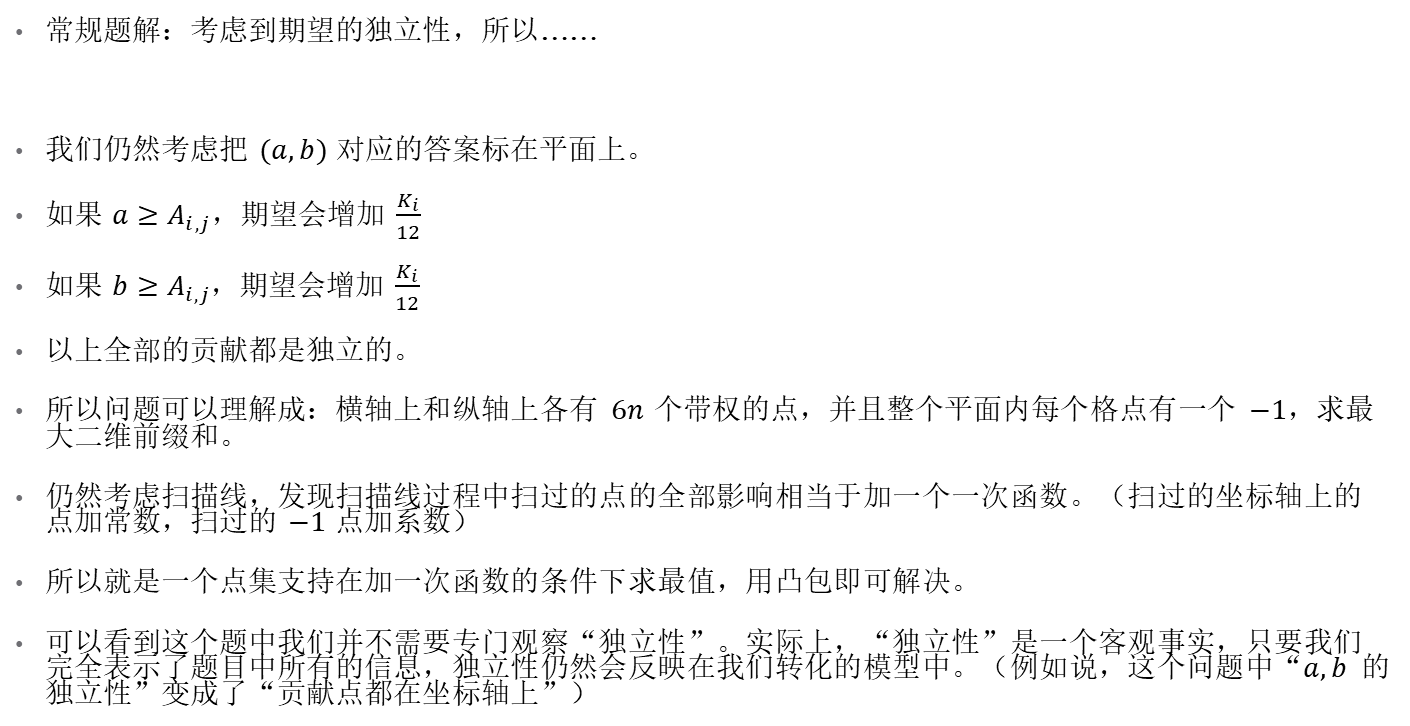 • 常规题解：考虑到期望的独立性，所以……
• 我们仍然考虑把 (a, b) 对应的答案标在平面上。
• 如果 a ≥ A_{i,j}，期望会增加 K_i/12
• 如果 b ≥ A_{i,j}，期望会增加 K_i/12
• 以上全部的贡献都是独立的。
• 所以问题可以理解成：横轴上和纵轴上各有 6n 个带权的点，并且整个平面内每个格点有一个 −1，求最
大二维前缀和。
• 仍然考虑扫描线，发现扫描线过程中扫过的点的全部影响相当于加一个一次函数。（扫过的坐标轴上的
点加常数，扫过的 −1 点加系数）
• 所以就是一个点集支持在加一次函数的条件下求最值，用凸包即可解决。
• 可以看到这个题中我们并不需要专门观察“独立性”。实际上，“独立性”是一个客观事实，只要我们
完全表示了题目中所有的信息，独立性仍然会反映在我们转化的模型中。（例如说，这个问题中“a, b 的
独立性”变成了“贡献点都在坐标轴上”）